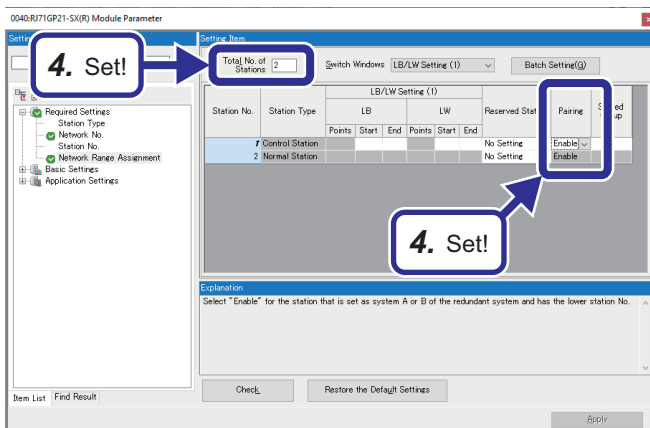 0040:RJ71GP21-SX(R) Module Parameter
Setting Item
4. Set!
Total No. of Stations 2 Switch Windows LB/LW Setting (1) Batch Setting(G)
LB/LW Setting (1)
Station No. Station Type LB LW Pairing
Points Start End Points Start End
1 Control Station No Setting Enable
2 Normal Station No Setting Enable
Required Settings
Station Type
Network No.
Station No.
Network Range Assignment
Basic Settings
Application Settings
4. Set!
Explanation
Select "Enable" for the station that is set as system A or B of the redundant system and has the lower station No.
Item List Find Result
Check Restore the Default Settings
Apply